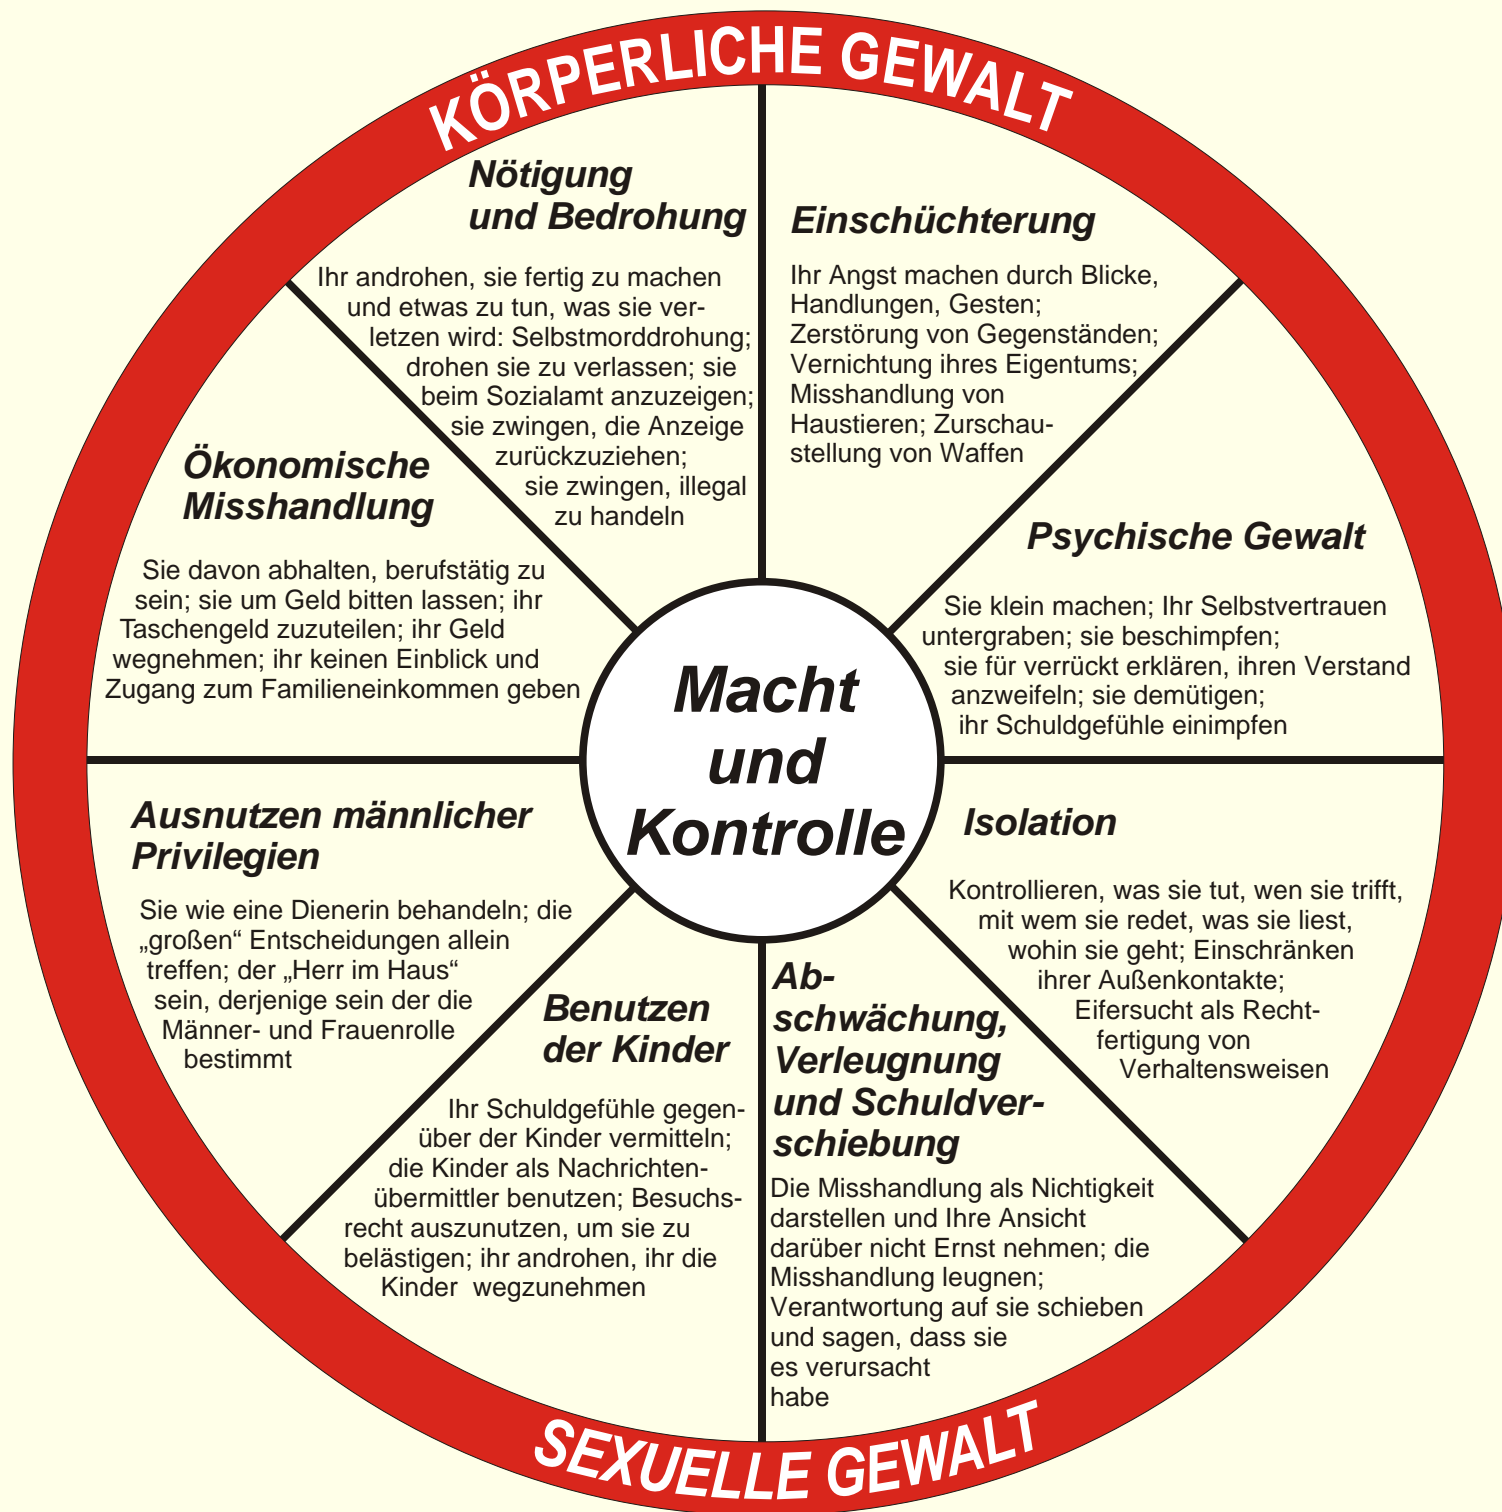 KÖRPERLICHE GEWALT
Nötigung
und Bedrohung
Ihr androhen, sie fertig zu machen
und etwas zu tun, was sie ver-
letzen wird: Selbstmorddrohung;
drohen sie zu verlassen; sie
beim Sozialamt anzuzeigen;
sie zwingen, die Anzeige
zurückzuziehen;
sie zwingen, illegal
zu handeln
Einschüchterung
Ihr Angst machen durch Blicke,
Handlungen, Gesten;
Zerstörung von Gegenständen;
Vernichtung ihres Eigentums;
Misshandlung von
Haustieren; Zurschau-
stellung von Waffen
Ökonomische
Misshandlung
Sie davon abhalten, berufstätig zu
sein; sie um Geld bitten lassen; ihr
Taschengeld zuzuteilen; ihr Geld
wegnehmen; ihr keinen Einblick und
Zugang zum Familieneinkommen geben
Psychische Gewalt
Sie klein machen; Ihr Selbstvertrauen
untergraben; sie beschimpfen;
sie für verrückt erklären, ihren Verstand
anzweifeln; sie demütigen;
ihr Schuldgefühle einimpfen
Macht
und
Kontrolle
Ausnutzen männlicher
Privilegien
Sie wie eine Dienerin behandeln; die
„großen“ Entscheidungen allein
treffen; der „Herr im Haus“
sein, derjenige sein der die
Männer- und Frauenrolle
bestimmt
Isolation
Kontrollieren, was sie tut, wen sie trifft,
mit wem sie redet, was sie liest,
wohin sie geht; Einschränken
ihrer Außenkontakte;
Eifersucht als Recht-
fertigung von
Verhaltensweisen
Benutzen
der Kinder
Ihr Schuldgefühle gegen-
über der Kinder vermitteln;
die Kinder als Nachrichten-
übermittler benutzen; Besuchs-
recht auszunutzen, um sie zu
belästigen; ihr androhen, ihr die
Kinder wegzunehmen
Ab-
schwächung,
Verleugnung
und Schuldver-
schiebung
Die Misshandlung als Nichtigkeit
darstellen und Ihre Ansicht
darüber nicht Ernst nehmen; die
Misshandlung leugnen;
Verantwortung auf sie schieben
und sagen, dass sie
es verursacht
habe
SEXUELLE GEWALT